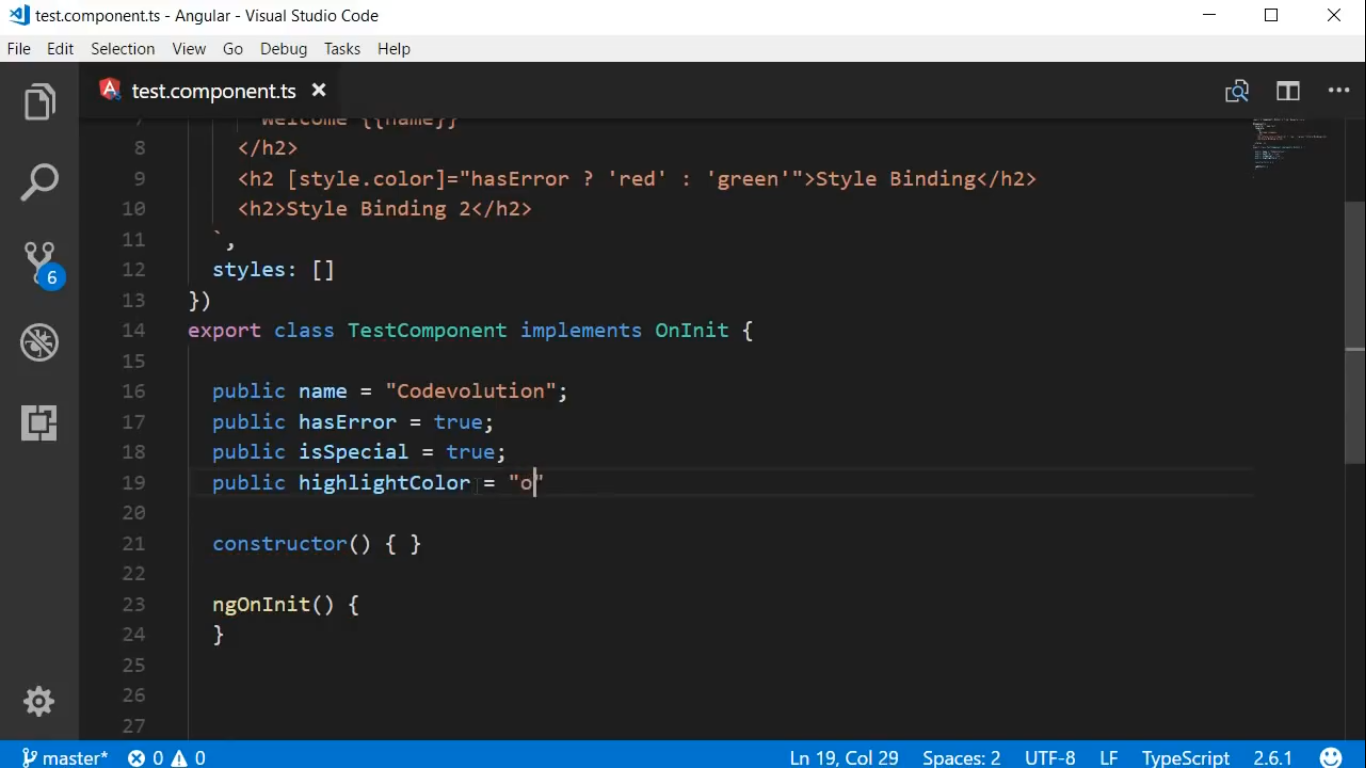 test.component.ts - Angular - Visual Studio Code
File Edit Selection View Go Debug Tasks Help
test.component.ts
7 Welcome {{name}}
8 </h2>
9 <h2 [style.color]="hasError ? 'red' : 'green'">Style Binding</h2>
10 <h2>Style Binding 2</h2>
11 `,
12 styles: []
13 })
14 export class TestComponent implements OnInit {
15
16 public name = "Codevolution";
17 public hasError = true;
18 public isSpecial = true;
19 public highlightColor = "o"
20
21 constructor() { }
22
23 ngOnInit() {
24 }
25
26
27
6
master* 0 0 Ln 19, Col 29 Spaces: 2 UTF-8 LF TypeScript 2.6.1